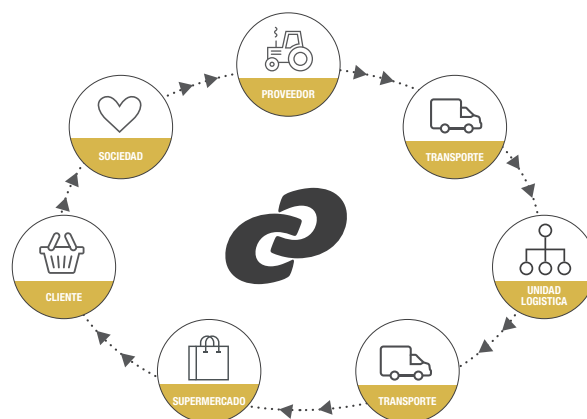 PROVEEDOR
TRANSPORTE
UNIDAD
LOGISTICA
TRANSPORTE
SUPERMERCADO
CLIENTE
SOCIEDAD